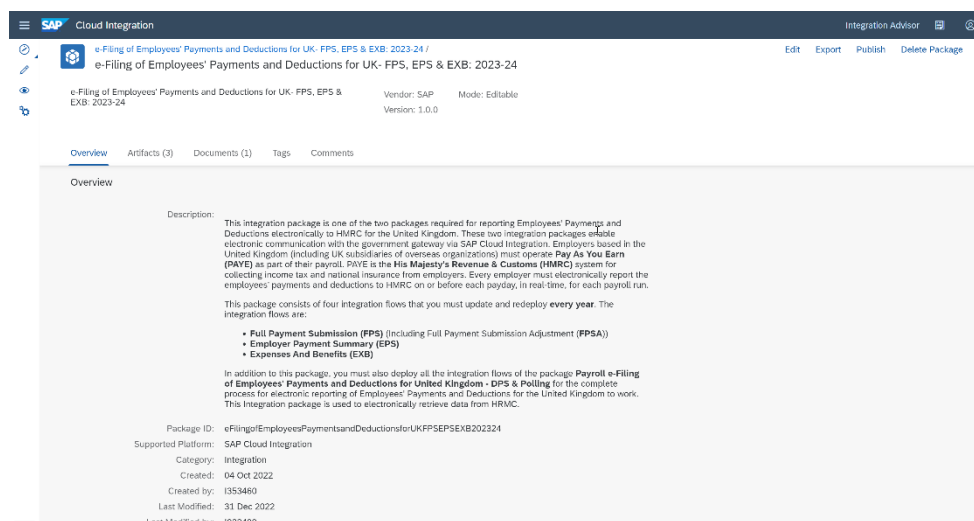 SAP Cloud Integration
Integration Advisor
e-Filing of Employees' Payments and Deductions for UK- FPS, EPS & EXB: 2023-24 /
Edit Export Publish Delete Package
e-Filing of Employees' Payments and Deductions for UK- FPS, EPS & EXB: 2023-24
e-Filing of Employees' Payments and Deductions for UK- FPS, EPS &
EXB: 2023-24
Vendor: SAP Mode: Editable
Version: 1.0.0
Overview Artifacts (3) Documents (1) Tags Comments
Overview
Description:
This integration package is one of the two packages required for reporting Employees' Payments and
Deductions electronically to HMRC for the United Kingdom. These two integration packages enable
electronic communication with the government gateway via SAP Cloud Integration. Employers based in the
United Kingdom (including UK subsidiaries of overseas organizations) must operate Pay As You Earn
(PAYE) as part of their payroll. PAYE is the His Majesty's Revenue & Customs (HMRC) system for
collecting income tax and national insurance from employers. Every employer must electronically report the
employees' payments and deductions to HMRC on or before each payday, in real-time, for each payroll run.
This package consists of four integration flows that you must update and redeploy every year. The
integration flows are:
• Full Payment Submission (FPS) (Including Full Payment Submission Adjustment (FPSA))
• Employer Payment Summary (EPS)
• Expenses And Benefits (EXB)
In addition to this package, you must also deploy all the integration flows of the package Payroll e-Filing
of Employees' Payments and Deductions for United Kingdom - DPS & Polling for the complete
process for electronic reporting of Employees' Payments and Deductions for the United Kingdom to work.
This Integration package is used to electronically retrieve data from HRMC.
Package ID: eFilingofEmployeesPaymentsandDeductionsforUKFPSEPSEXB202324
Supported Platform: SAP Cloud Integration
Category: Integration
Created: 04 Oct 2022
Created by: I353460
Last Modified: 31 Dec 2022